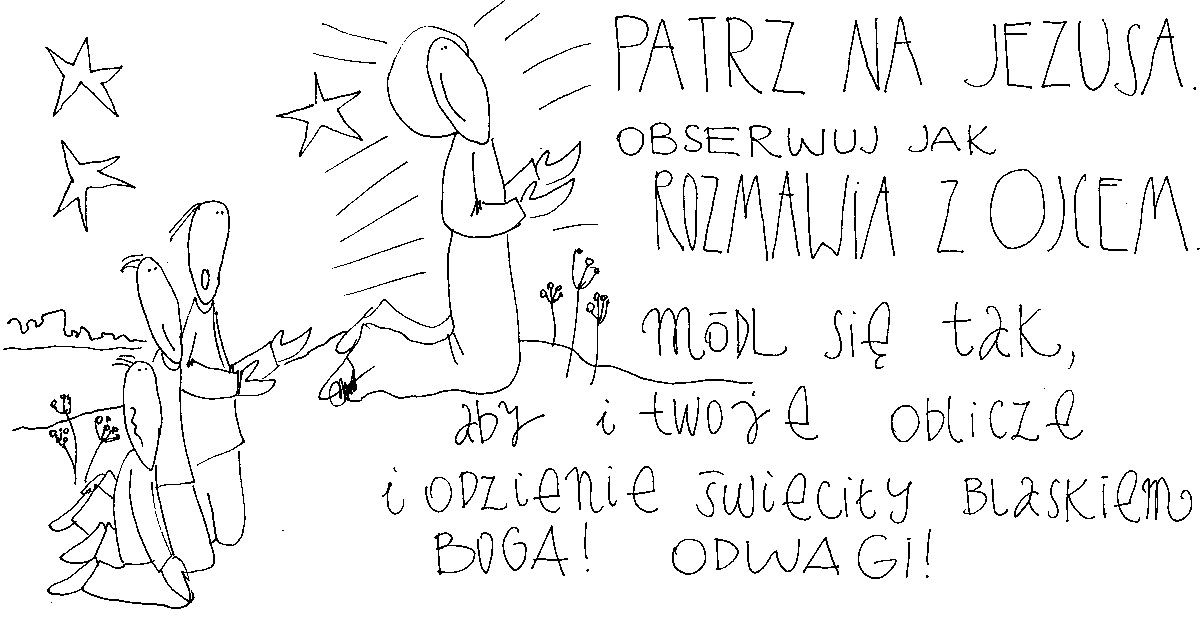 PATRZ NA JEZUSA.
OBSERWUJ JAK
ROZMAWIA Z OJCEM.
MÓDL SIĘ tak,
aby i twoje oblicze
i ODZIENIE ŚWIECIŁY BLASKIEM
BOGA! ODWAGI!